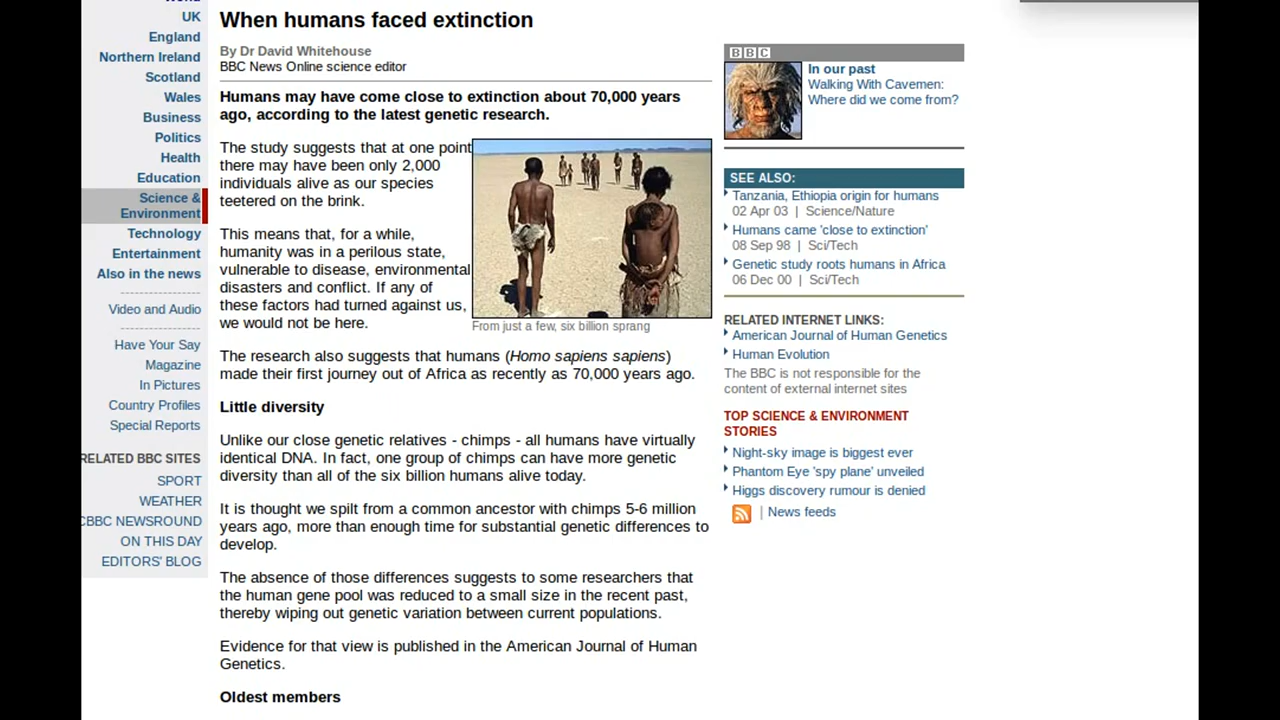 UK
England
Northern Ireland
Scotland
Wales
Business
Politics
Health
Education
Science &
Environment
Technology
Entertainment
Also in the news
Video and Audio
Have Your Say
Magazine
In Pictures
Country Profiles
Special Reports
RELATED BBC SITES
SPORT
WEATHER
CBBC NEWSROUND
ON THIS DAY
EDITORS' BLOG
When humans faced extinction
By Dr David Whitehouse
BBC News Online science editor
Humans may have come close to extinction about 70,000 years
ago, according to the latest genetic research.
The study suggests that at one point
there may have been only 2,000
individuals alive as our species
teetered on the brink.
This means that, for a while,
humanity was in a perilous state,
vulnerable to disease, environmental
disasters and conflict. If any of
these factors had turned against us,
we would not be here.
From just a few, six billion sprang
The research also suggests that humans (Homo sapiens sapiens)
made their first journey out of Africa as recently as 70,000 years ago.
Little diversity
Unlike our close genetic relatives - chimps - all humans have virtually
identical DNA. In fact, one group of chimps can have more genetic
diversity than all of the six billion humans alive today.
It is thought we spilt from a common ancestor with chimps 5-6 million
years ago, more than enough time for substantial genetic differences to
develop.
The absence of those differences suggests to some researchers that
the human gene pool was reduced to a small size in the recent past,
thereby wiping out genetic variation between current populations.
Evidence for that view is published in the American Journal of Human
Genetics.
Oldest members
BBC
In our past
Walking With Cavemen:
Where did we come from?
SEE ALSO:
Tanzania, Ethiopia origin for humans
02 Apr 03 | Science/Nature
Humans came 'close to extinction'
08 Sep 98 | Sci/Tech
Genetic study roots humans in Africa
06 Dec 00 | Sci/Tech
RELATED INTERNET LINKS:
American Journal of Human Genetics
Human Evolution
The BBC is not responsible for the
content of external internet sites
TOP SCIENCE & ENVIRONMENT
STORIES
Night-sky image is biggest ever
Phantom Eye 'spy plane' unveiled
Higgs discovery rumour is denied
| News feeds